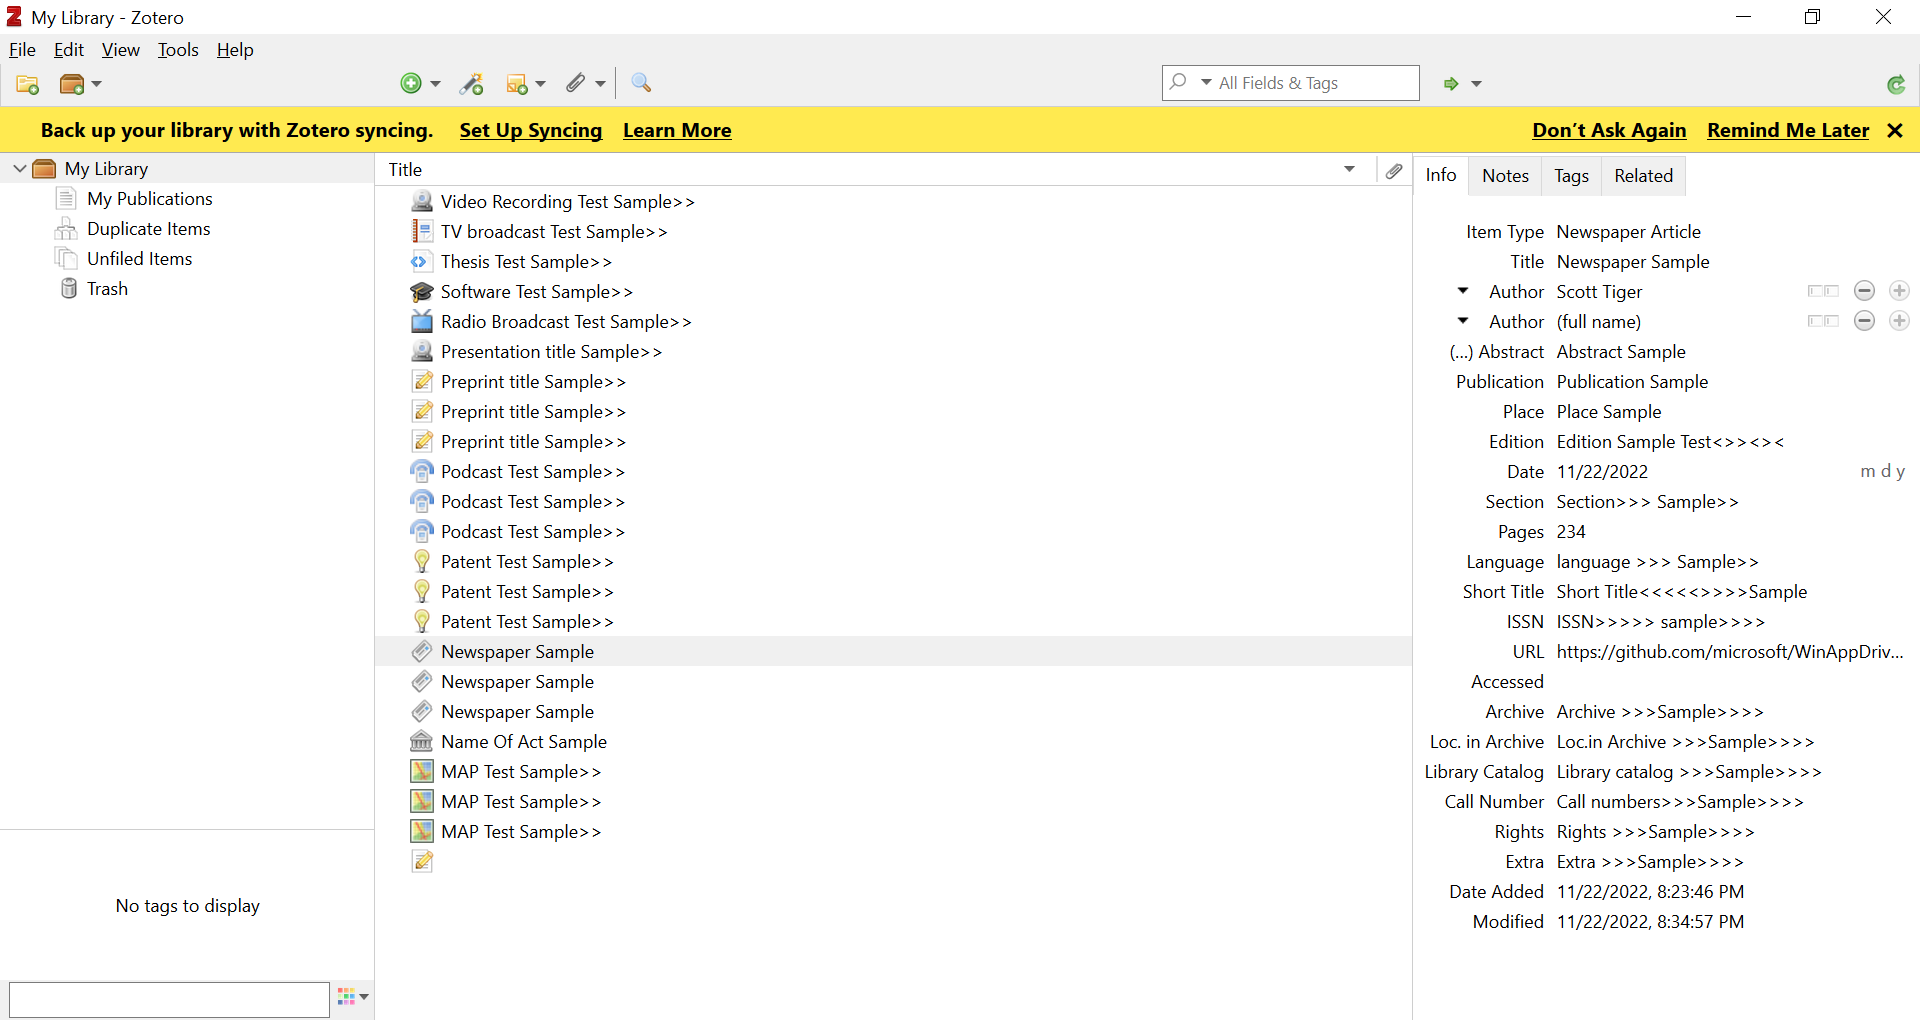 My Library - Zotero
File Edit View Tools Help
All Fields & Tags
Back up your library with Zotero syncing. Set Up Syncing Learn More Don't Ask Again Remind Me Later
My Library
My Publications
Duplicate Items
Unfiled Items
Trash
No tags to display
Title
Video Recording Test Sample>>
TV broadcast Test Sample>>
Thesis Test Sample>>
Software Test Sample>>
Radio Broadcast Test Sample>>
Presentation title Sample>>
Preprint title Sample>>
Preprint title Sample>>
Preprint title Sample>>
Podcast Test Sample>>
Podcast Test Sample>>
Podcast Test Sample>>
Patent Test Sample>>
Patent Test Sample>>
Patent Test Sample>>
Newspaper Sample
Newspaper Sample
Newspaper Sample
Name Of Act Sample
MAP Test Sample>>
MAP Test Sample>>
MAP Test Sample>>
Info Notes Tags Related
Item Type Newspaper Article
Title Newspaper Sample
Author Scott Tiger
Author (full name)
(...) Abstract Abstract Sample
Publication Publication Sample
Place Place Sample
Edition Edition Sample Test<>><><
Date 11/22/2022 m d y
Section Section>>> Sample>>
Pages 234
Language language >>> Sample>>
Short Title Short Title<<<<<>>>>Sample
ISSN ISSN>>>>> sample>>>>
URL https://github.com/microsoft/WinAppDriv...
Accessed
Archive Archive >>>Sample>>>>
Loc. in Archive Loc.in Archive >>>Sample>>>>
Library Catalog Library catalog >>>Sample>>>>
Call Number Call numbers>>>Sample>>>>
Rights Rights >>>Sample>>>>
Extra Extra >>>Sample>>>>
Date Added 11/22/2022, 8:23:46 PM
Modified 11/22/2022, 8:34:57 PM